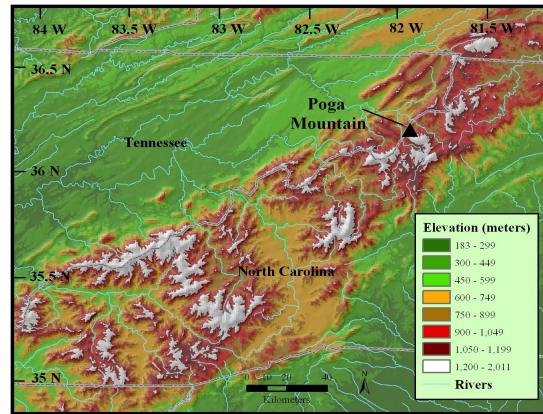 84 W 83.5 W 83 W 82.5 W 82 W 81.5 W
36.5 N
Poga
Mountain
Tennessee
36 N
North Carolina
35.5 N
35 N
Elevation (meters)
183 - 299
300 - 449
450 - 599
600 - 749
750 - 899
900 - 1,049
1,050 - 1,199
1,200 - 2,011
Rivers
0 10 20 40
Kilometers
N